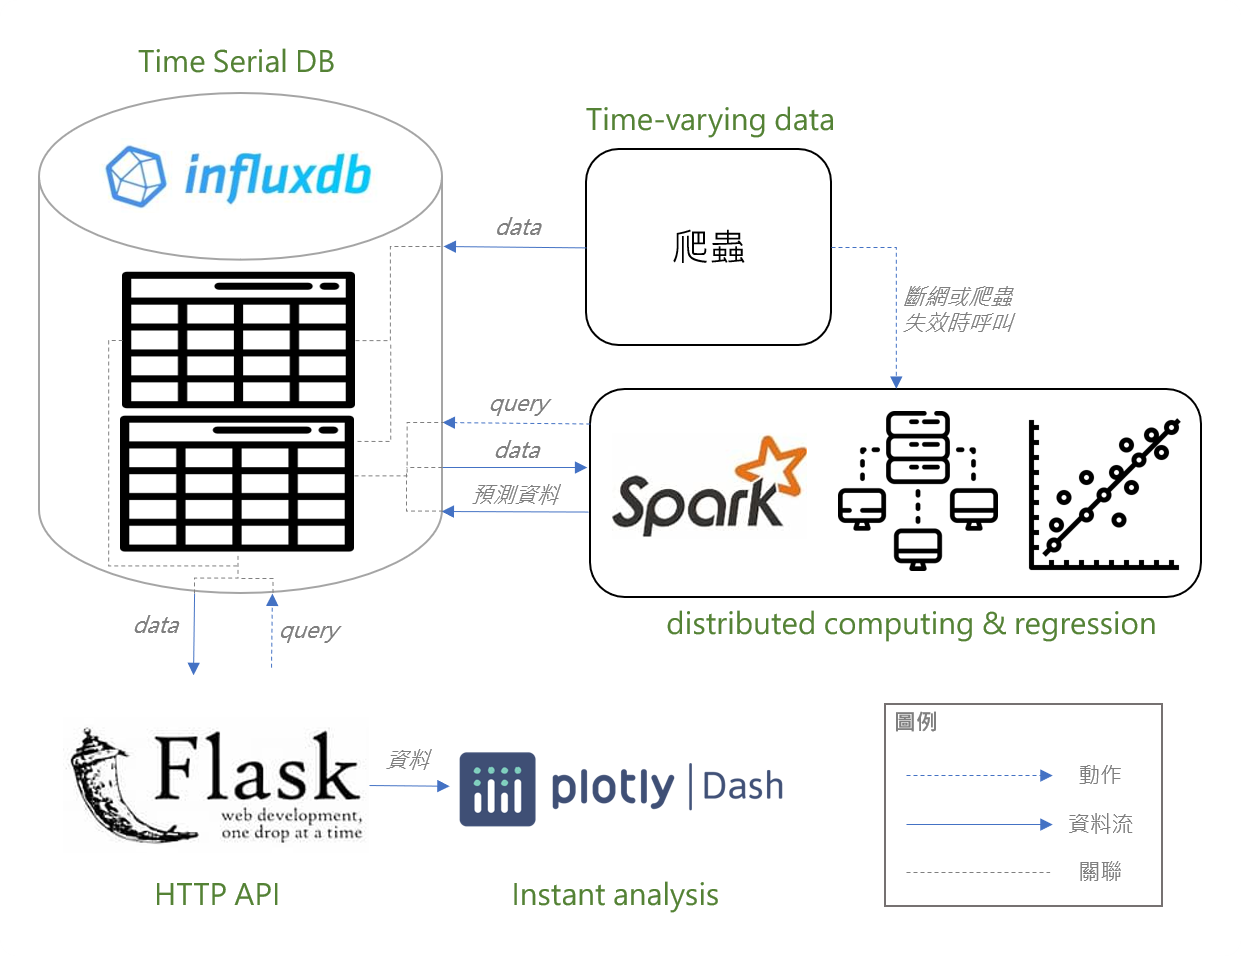 Time Serial DB
influxdb
Time-varying data
爬蟲
data
斷網或爬蟲
失效時呼叫
query
data
預測資料
Spark
distributed computing & regression
data
query
Flask
web development,
one drop at a time
資料
plotly | Dash
HTTP API
Instant analysis
圖例
動作
資料流
關聯